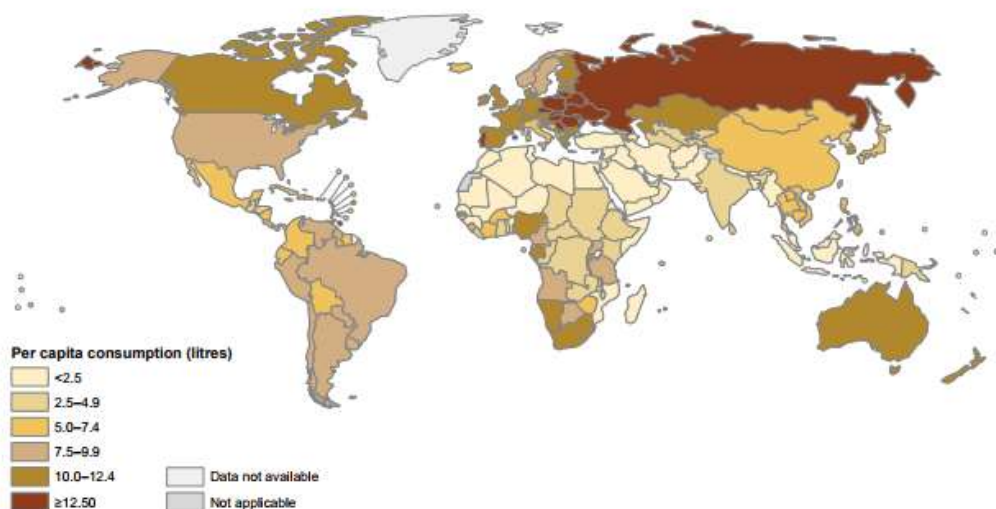 Per capita consumption (litres)
<2.5
2.5–4.9
5.0–7.4
7.5–9.9
10.0–12.4
≥12.50
Data not available
Not applicable